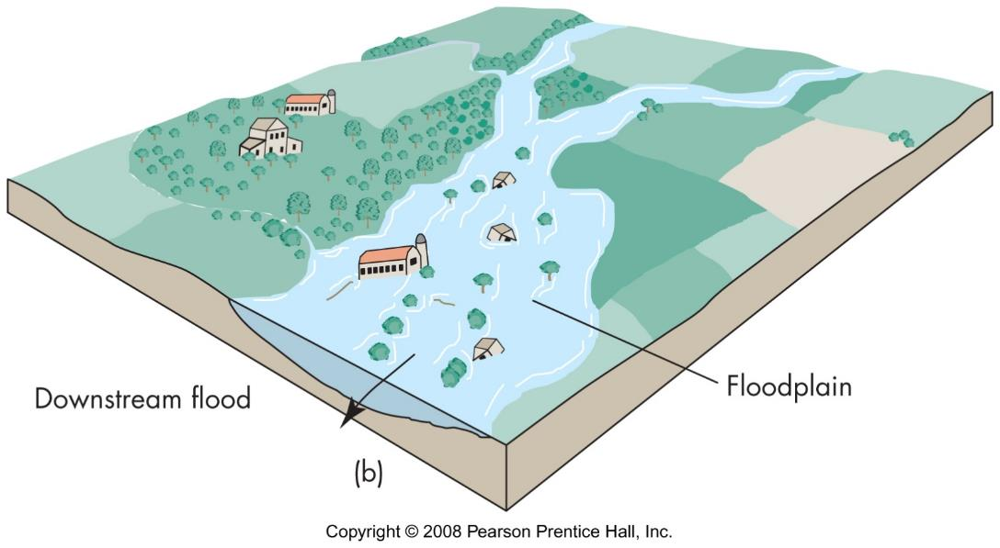 Downstream flood
Floodplain
(b)
Copyright © 2008 Pearson Prentice Hall, Inc.